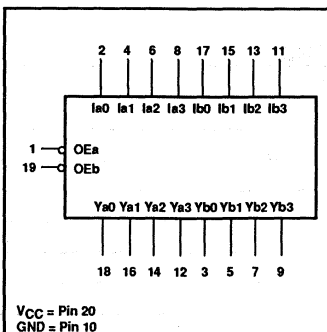 2 4 6 8 17 15 13 11
Ia0 Ia1 Ia2 Ia3 Ib0 Ib1 Ib2 Ib3
1 OEa
19 OEb
Ya0 Ya1 Ya2 Ya3 Yb0 Yb1 Yb2 Yb3
18 16 14 12 3 5 7 9
VCC = Pin 20
GND = Pin 10